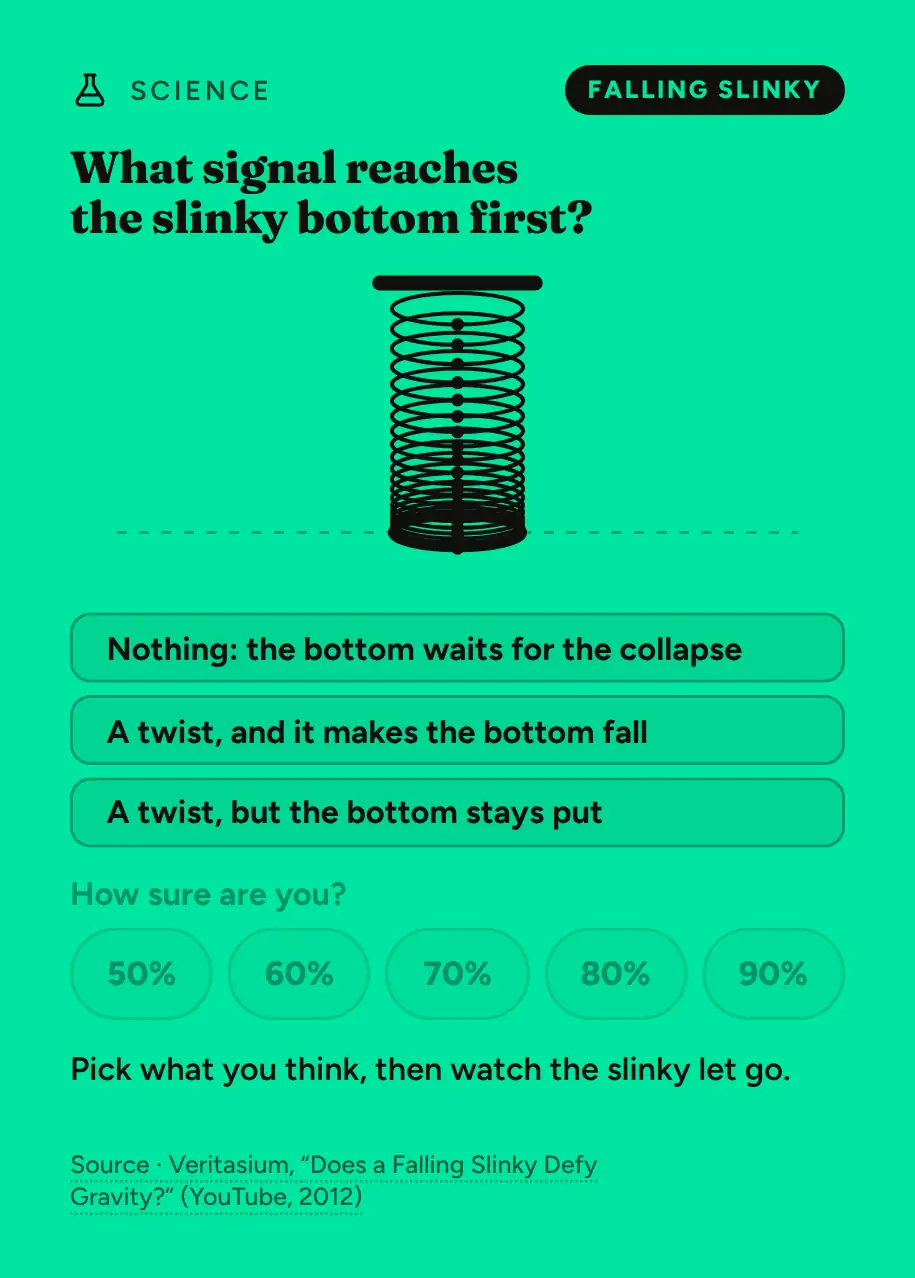 SCIENCE
FALLING SLINKY
What signal reaches
the slinky bottom first?
Nothing: the bottom waits for the collapse
A twist, and it makes the bottom fall
A twist, but the bottom stays put
How sure are you?
50%
60%
70%
80%
90%
Pick what you think, then watch the slinky let go.
Source · Veritasium, “Does a Falling Slinky Defy
Gravity?” (YouTube, 2012)